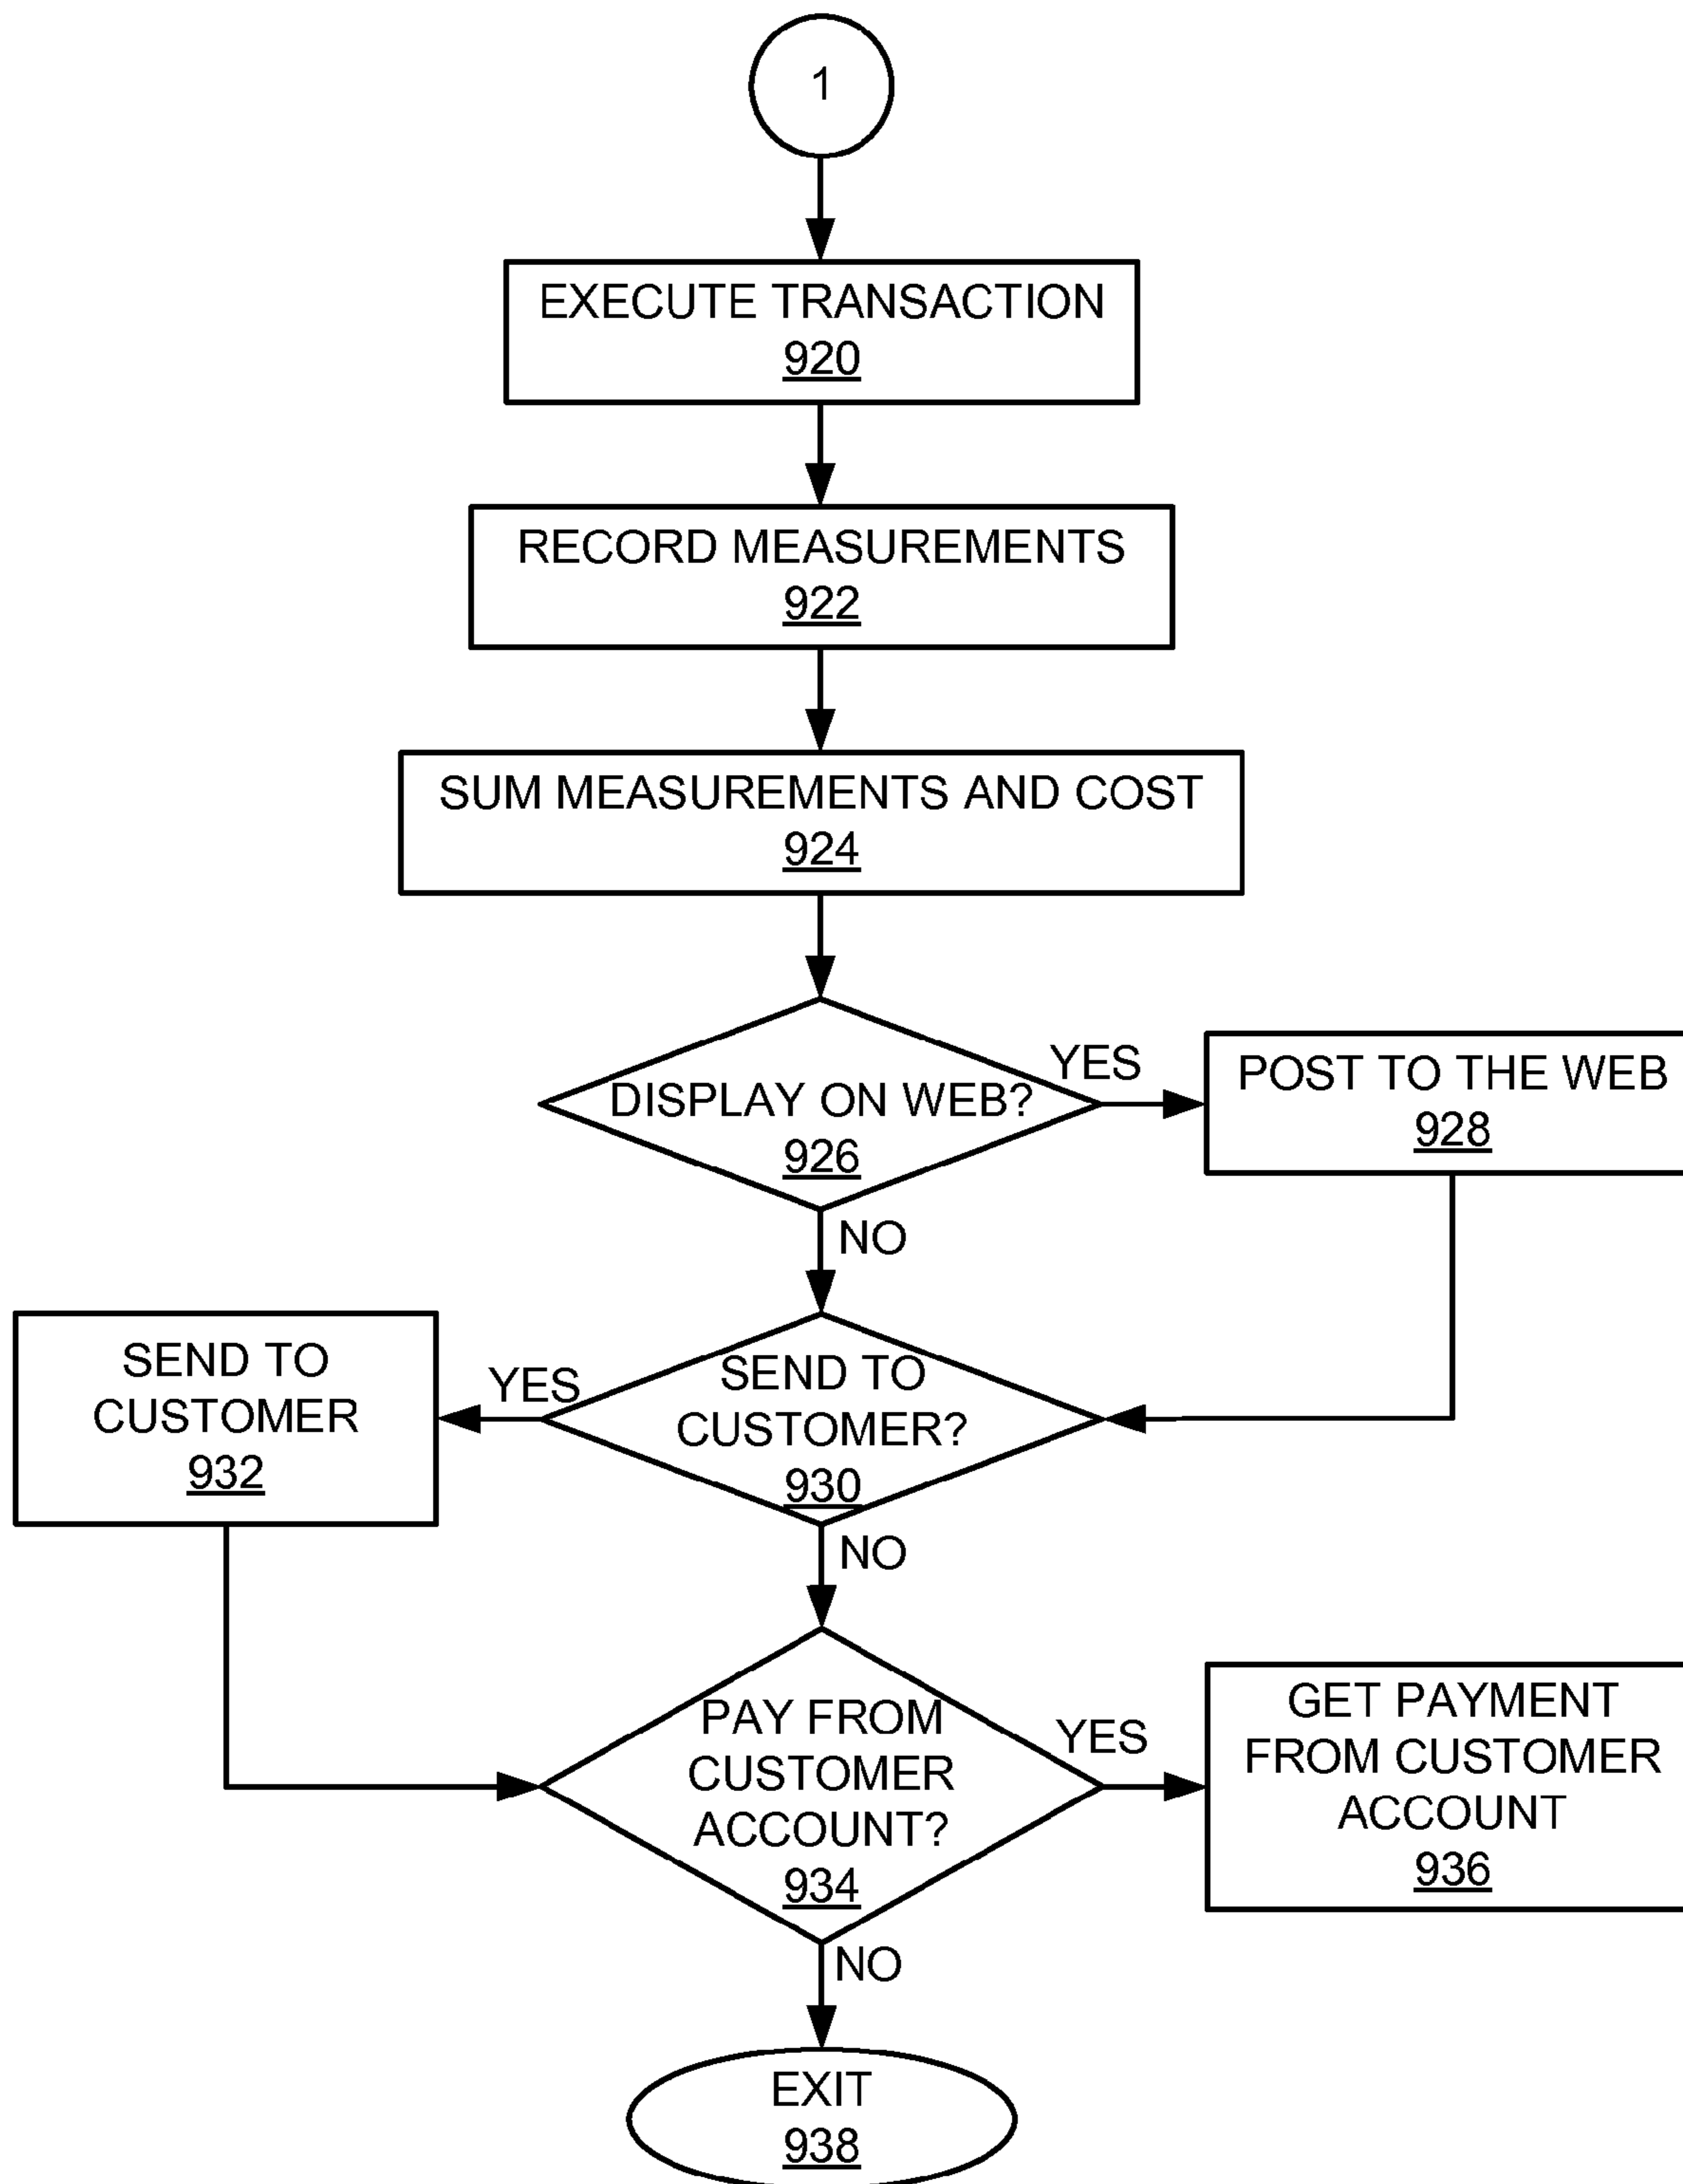 1
EXECUTE TRANSACTION
920
RECORD MEASUREMENTS
922
SUM MEASUREMENTS AND COST
924
DISPLAY ON WEB?
926
YES
POST TO THE WEB
928
NO
SEND TO
CUSTOMER?
930
YES
SEND TO
CUSTOMER
932
NO
PAY FROM
CUSTOMER
ACCOUNT?
934
YES
GET PAYMENT
FROM CUSTOMER
ACCOUNT
936
NO
EXIT
938